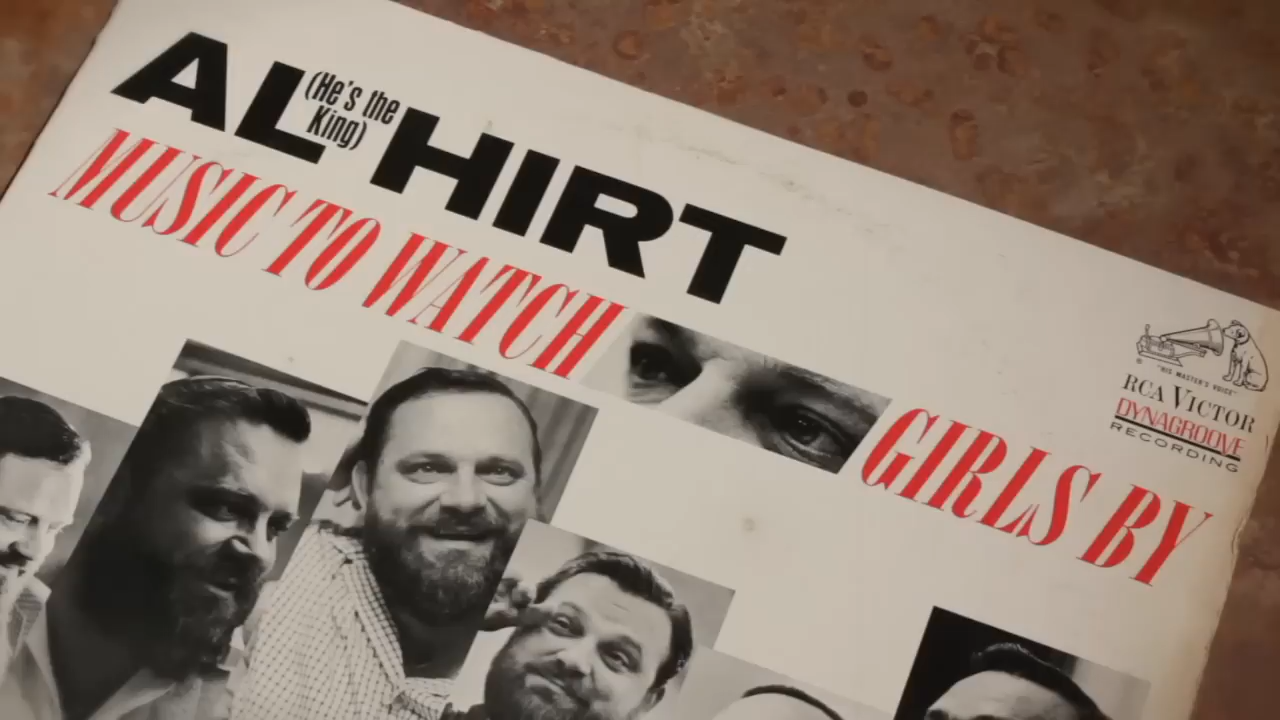 AL (He's the King) HIRT
MUSIC TO WATCH GIRLS BY
"HIS MASTER'S VOICE"
RCA VICTOR
DYNAGROOVE
RECORDING